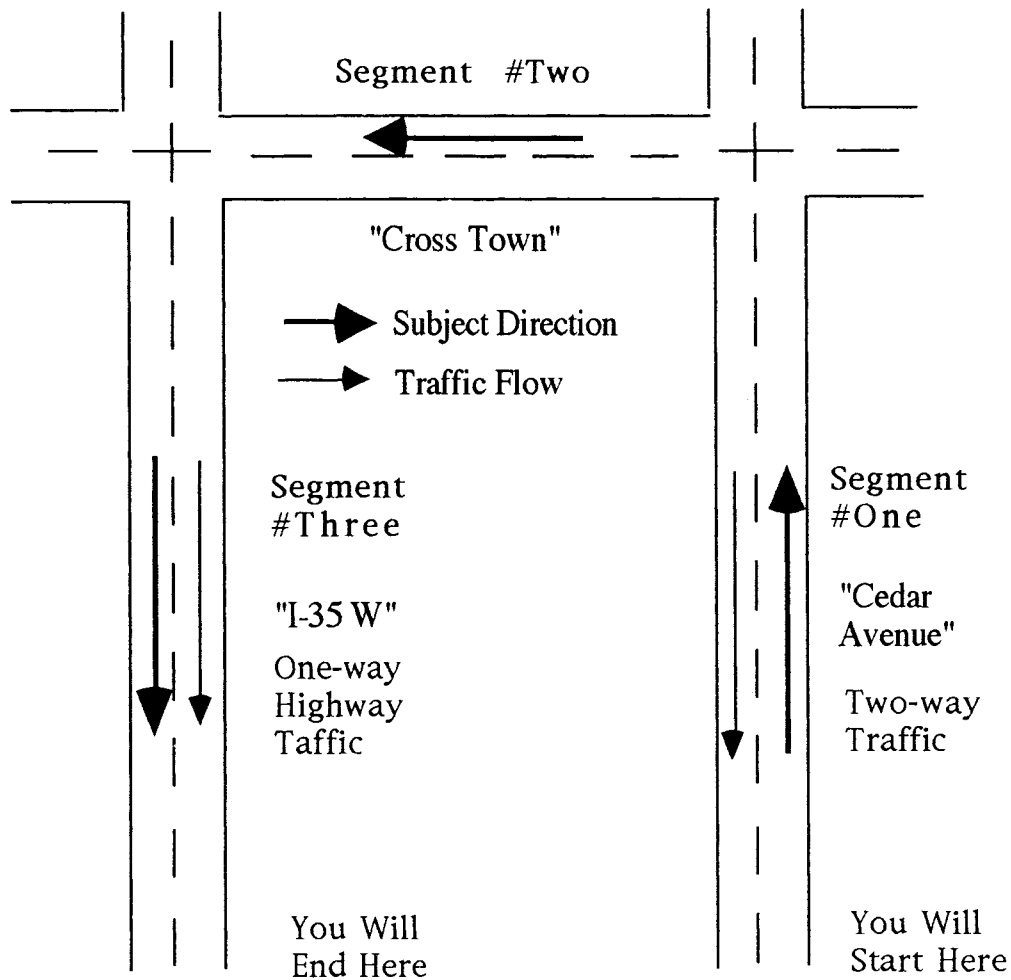 Segment #Two
"Cross Town"
Subject Direction
Traffic Flow
Segment
#Three
"I-35 W"
One-way
Highway
Taffic
You Will
End Here
Segment
#One
"Cedar
Avenue"
Two-way
Traffic
You Will
Start Here